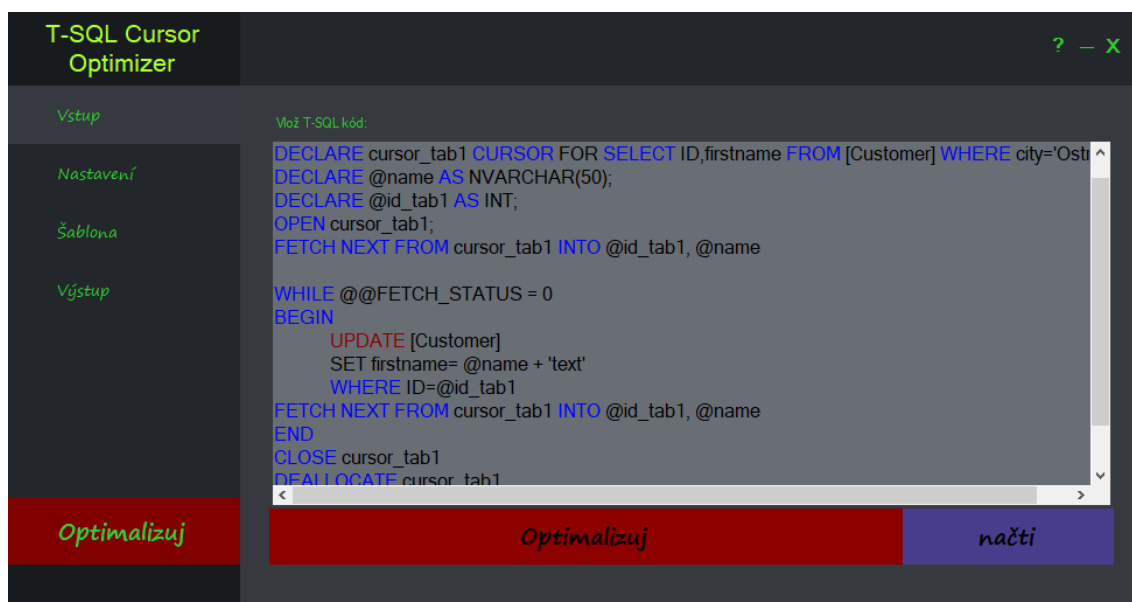 T-SQL Cursor
Optimizer
? – X
Vstup
Nastavení
Šablona
Výstup
Optimalizuj
Vlož T-SQL kód:
DECLARE cursor_tab1 CURSOR FOR SELECT ID,firstname FROM [Customer] WHERE city='Ostr
DECLARE @name AS NVARCHAR(50);
DECLARE @id_tab1 AS INT;
OPEN cursor_tab1;
FETCH NEXT FROM cursor_tab1 INTO @id_tab1, @name
WHILE @@FETCH_STATUS = 0
BEGIN
UPDATE [Customer]
SET firstname= @name + 'text'
WHERE ID=@id_tab1
FETCH NEXT FROM cursor_tab1 INTO @id_tab1, @name
END
CLOSE cursor_tab1
DEALLOCATE cursor_tab1
Optimalizuj
načti